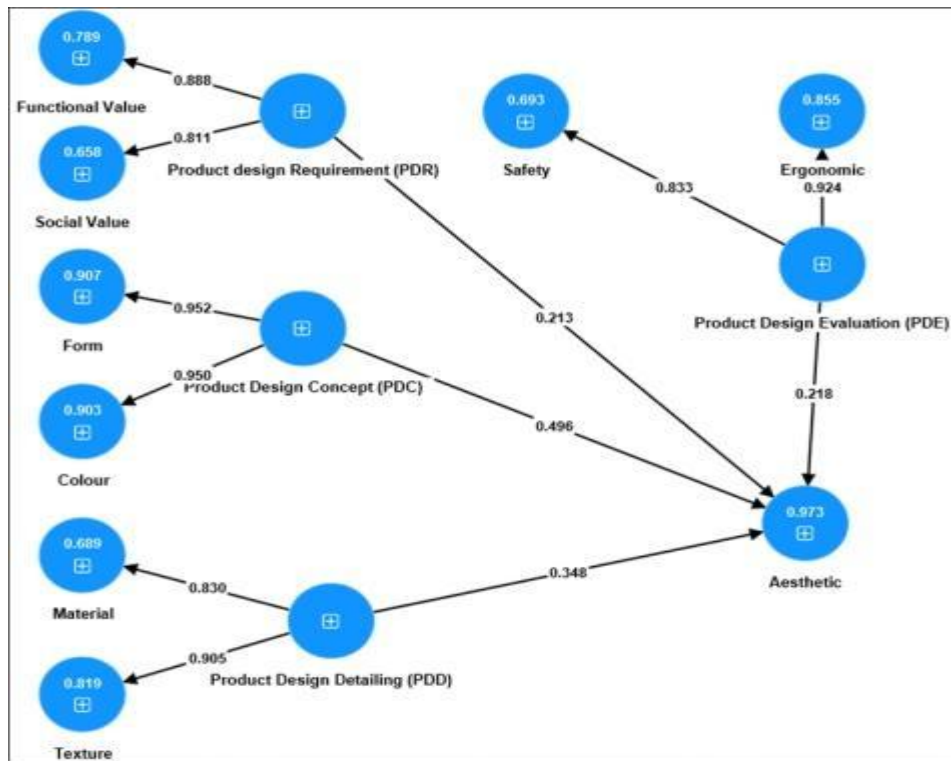 0.789
0.888
Functional Value
0.811
0.658
Product design Requirement (PDR)
Social Value
0.693
Safety
0.855
Ergonomic
0.833
0.924
Product Design Evaluation (PDE)
0.213
0.218
0.907
0.952
Form
0.950
Product Design Concept (PDC)
0.903
Colour
0.496
0.973
Aesthetic
0.689
0.830
Material
0.348
0.905
Product Design Detailing (PDD)
0.819
Texture